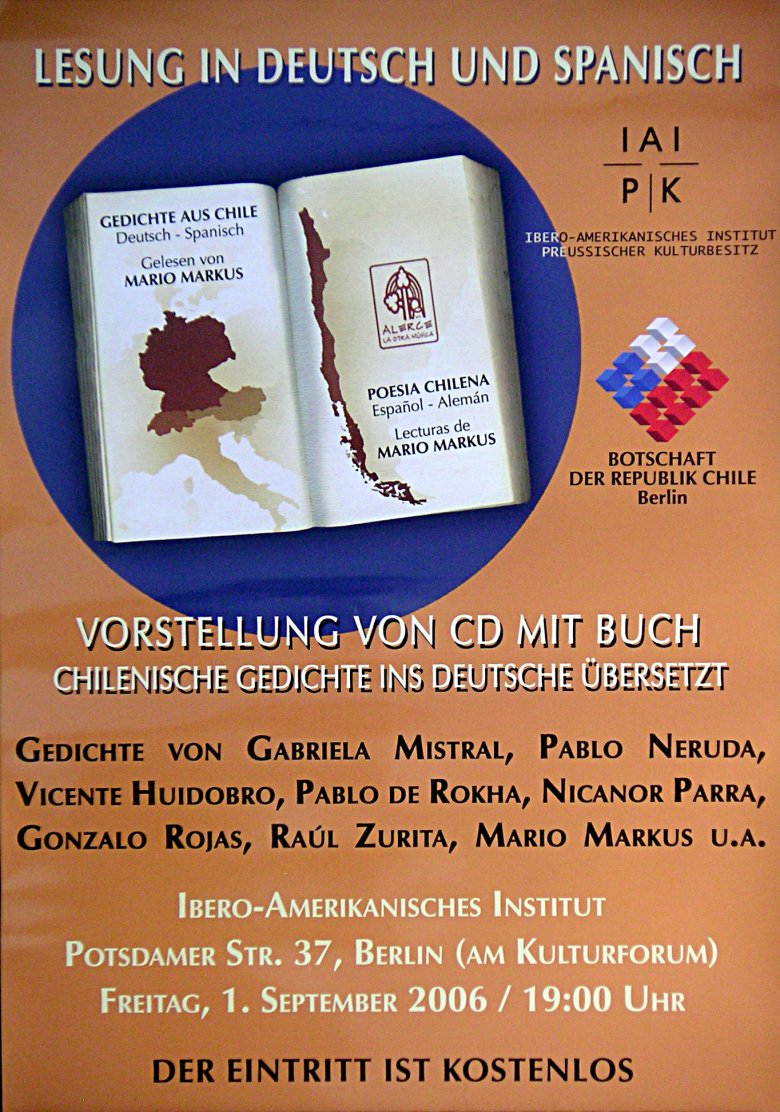 LESUNG IN DEUTSCH UND SPANISCH
IAI
PK
IBERO-AMERIKANISCHES INSTITUT
PREUSSISCHER KULTURBESITZ
GEDICHTE AUS CHILE
Deutsch - Spanisch
Gelesen von
MARIO MARKUS
ALERCE
LA OTRA MÚSICA
POESIA CHILENA
Español - Alemán
Lecturas de
MARIO MARKUS
BOTSCHAFT
DER REPUBLIK CHILE
Berlin
VORSTELLUNG VON CD MIT BUCH
CHILENISCHE GEDICHTE INS DEUTSCHE ÜBERSETZT
GEDICHTE VON GABRIELA MISTRAL, PABLO NERUDA,
VICENTE HUIDOBRO, PABLO DE ROKHA, NICANOR PARRA,
GONZALO ROJAS, RAÚL ZURITA, MARIO MARKUS U.A.
IBERO-AMERIKANISCHES INSTITUT
POTSDAMER STR. 37, BERLIN (AM KULTURFORUM)
FREITAG, 1. SEPTEMBER 2006 / 19:00 UHR
DER EINTRITT IST KOSTENLOS